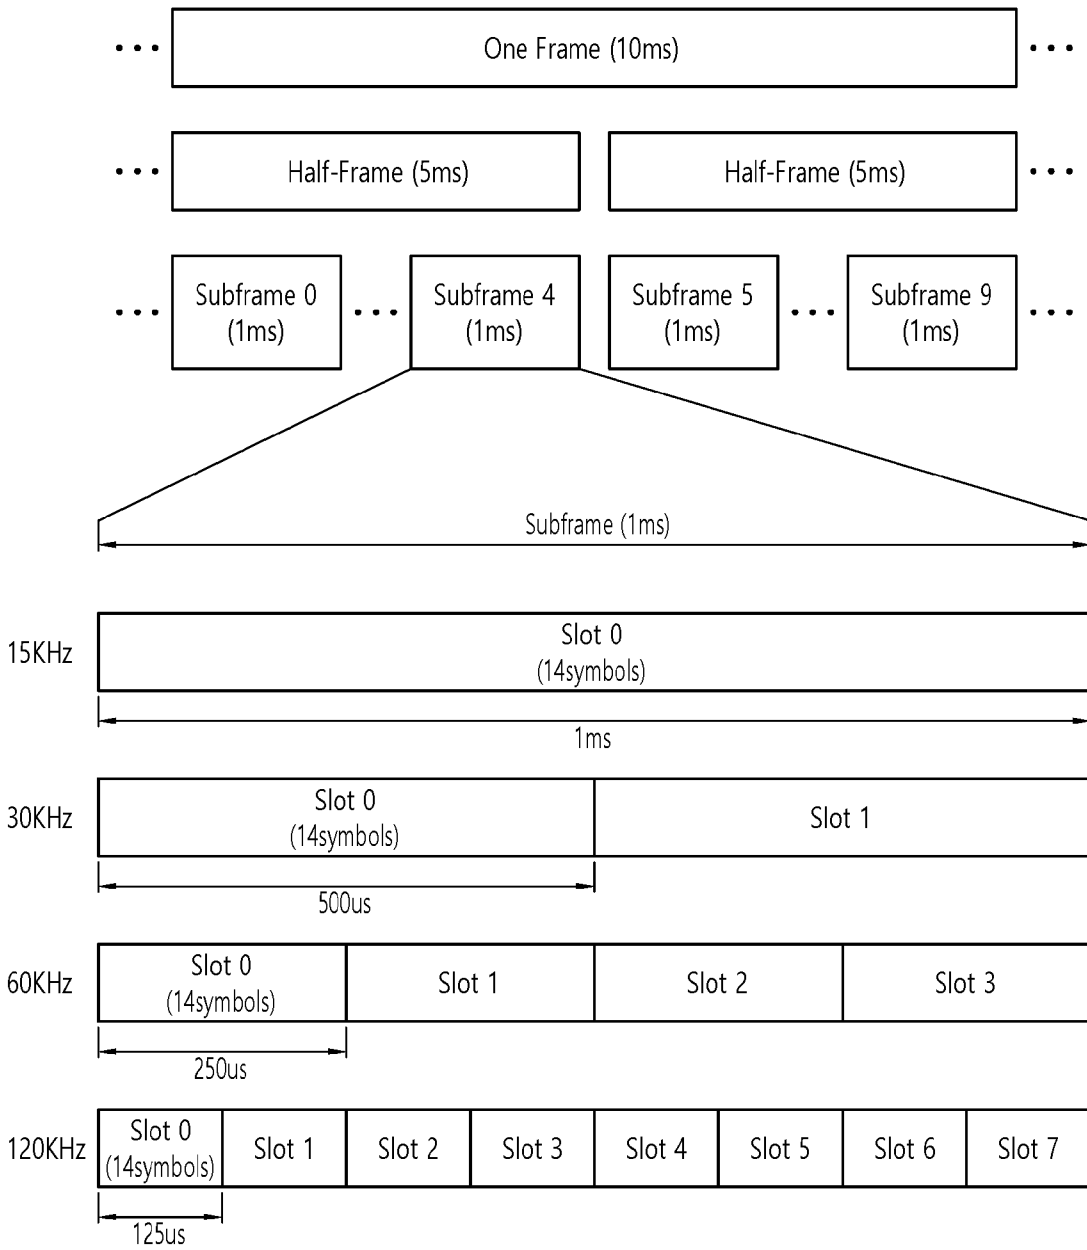 One Frame (10ms)
Half-Frame (5ms)
Half-Frame (5ms)
Subframe 0
(1ms)
Subframe 4
(1ms)
Subframe 5
(1ms)
Subframe 9
(1ms)
Subframe (1ms)
15KHz
Slot 0
(14symbols)
1ms
30KHz
Slot 0
(14symbols)
Slot 1
500us
60KHz
Slot 0
(14symbols)
Slot 1
Slot 2
Slot 3
250us
120KHz
Slot 0
(14symbols)
Slot 1
Slot 2
Slot 3
Slot 4
Slot 5
Slot 6
Slot 7
125us